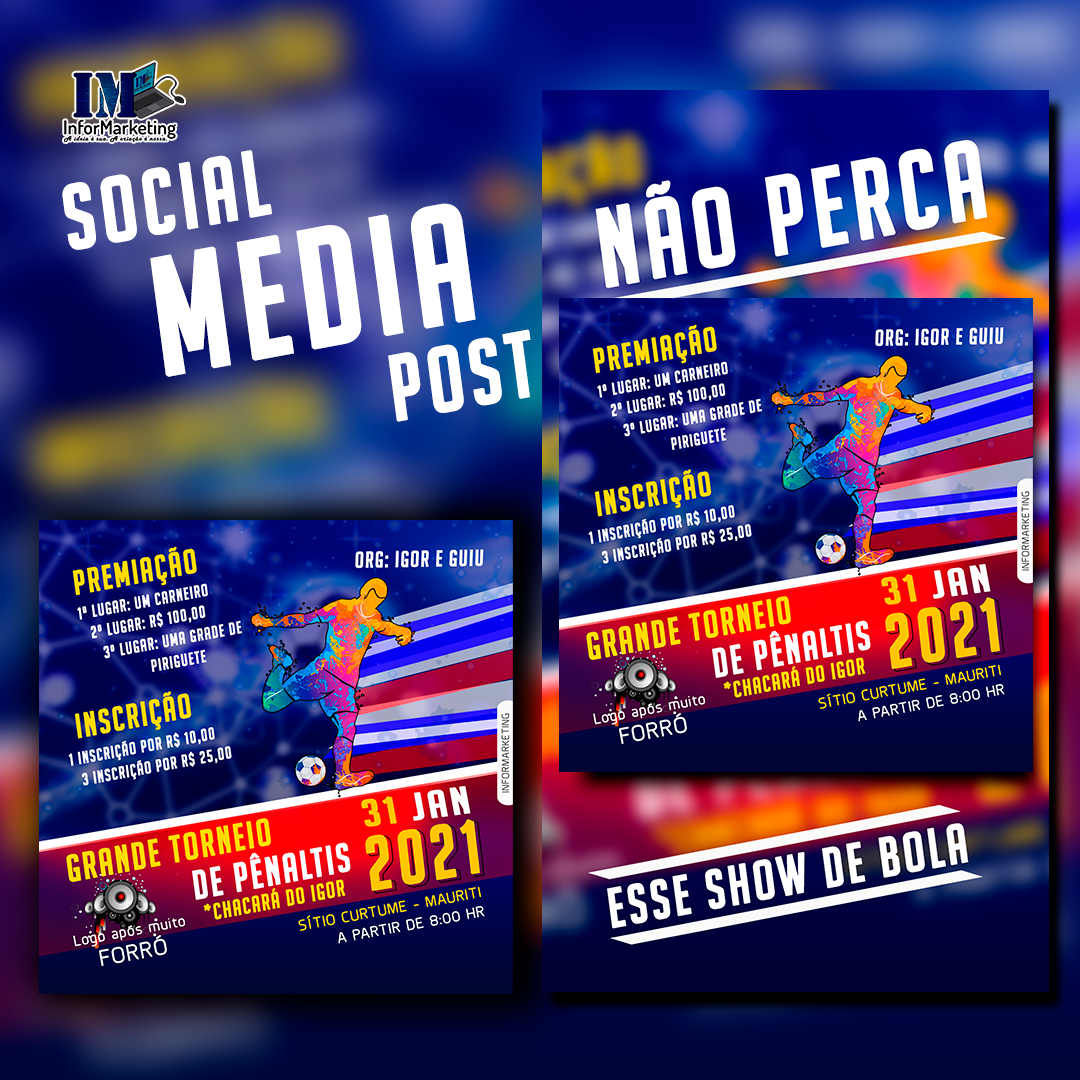 IM
InforMarketing
A ideia é sua. A criação é nossa.
SOCIAL
MEDIA
POST
PREMIAÇÃO
1º LUGAR: UM CARNEIRO
2º LUGAR: R$ 100,00
3º LUGAR: UMA GRADE DE
PIRIGUETE
ORG: IGOR E GUIU
INSCRIÇÃO
1 INSCRIÇÃO POR R$ 10,00
3 INSCRIÇÃO POR R$ 25,00
INFORMARKETING
GRANDE TORNEIO
DE PÊNALTIS
*CHACARÁ DO IGOR
31 JAN
2021
Logo após muito
FORRÓ
SÍTIO CURTUME - MAURITI
A PARTIR DE 8:00 HR
NÃO PERCA
PREMIAÇÃO
1º LUGAR: UM CARNEIRO
2º LUGAR: R$ 100,00
3º LUGAR: UMA GRADE DE
PIRIGUETE
ORG: IGOR E GUIU
INSCRIÇÃO
1 INSCRIÇÃO POR R$ 10,00
3 INSCRIÇÃO POR R$ 25,00
INFORMARKETING
GRANDE TORNEIO
DE PÊNALTIS
*CHACARÁ DO IGOR
31 JAN
2021
Logo após muito
FORRÓ
SÍTIO CURTUME - MAURITI
A PARTIR DE 8:00 HR
ESSE SHOW DE BOLA